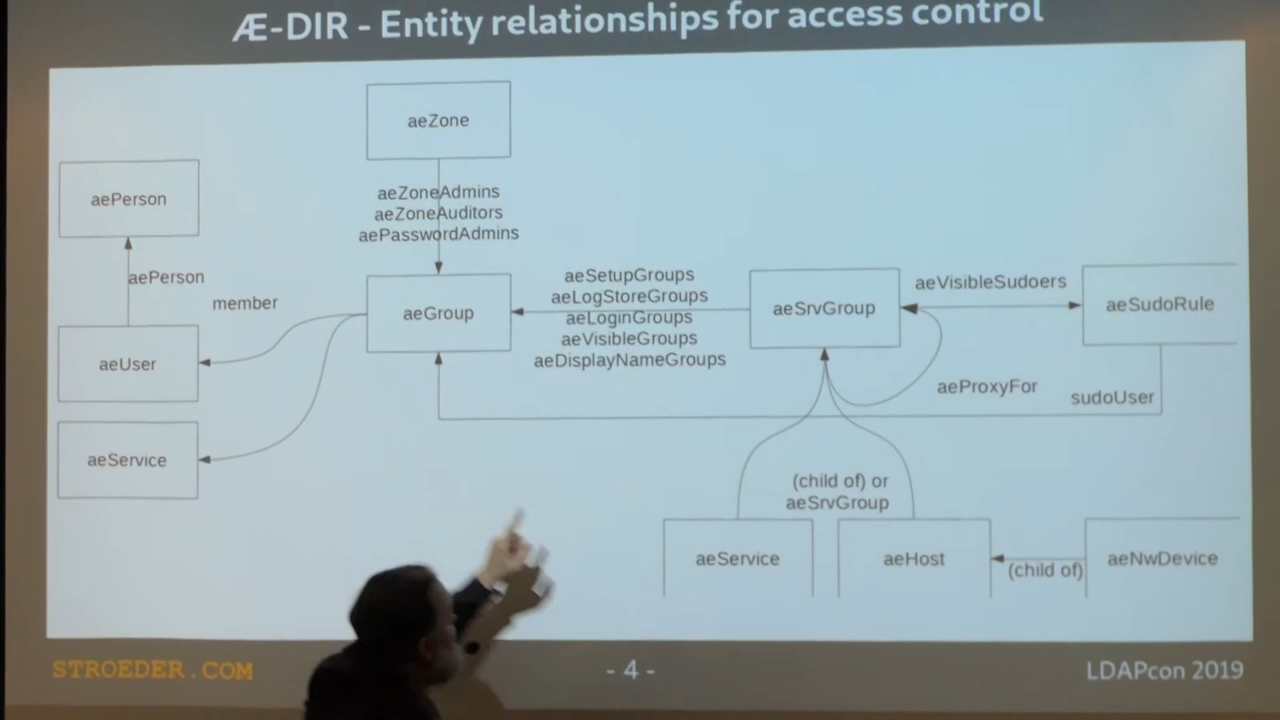 Æ-DIR - Entity relationships for access control
aeZone
aePerson
aeZoneAdmins
aeZoneAuditors
aePasswordAdmins
aePerson
member
aeGroup
aeSetupGroups
aeLogStoreGroups
aeLoginGroups
aeVisibleGroups
aeDisplayNameGroups
aeSrvGroup
aeVisibleSudoers
aeSudoRule
aeUser
aeProxyFor
sudoUser
aeService
(child of) or
aeSrvGroup
aeService
aeHost
(child of)
aeNwDevice
STROEDER.COM
- 4 -
LDAPcon 2019